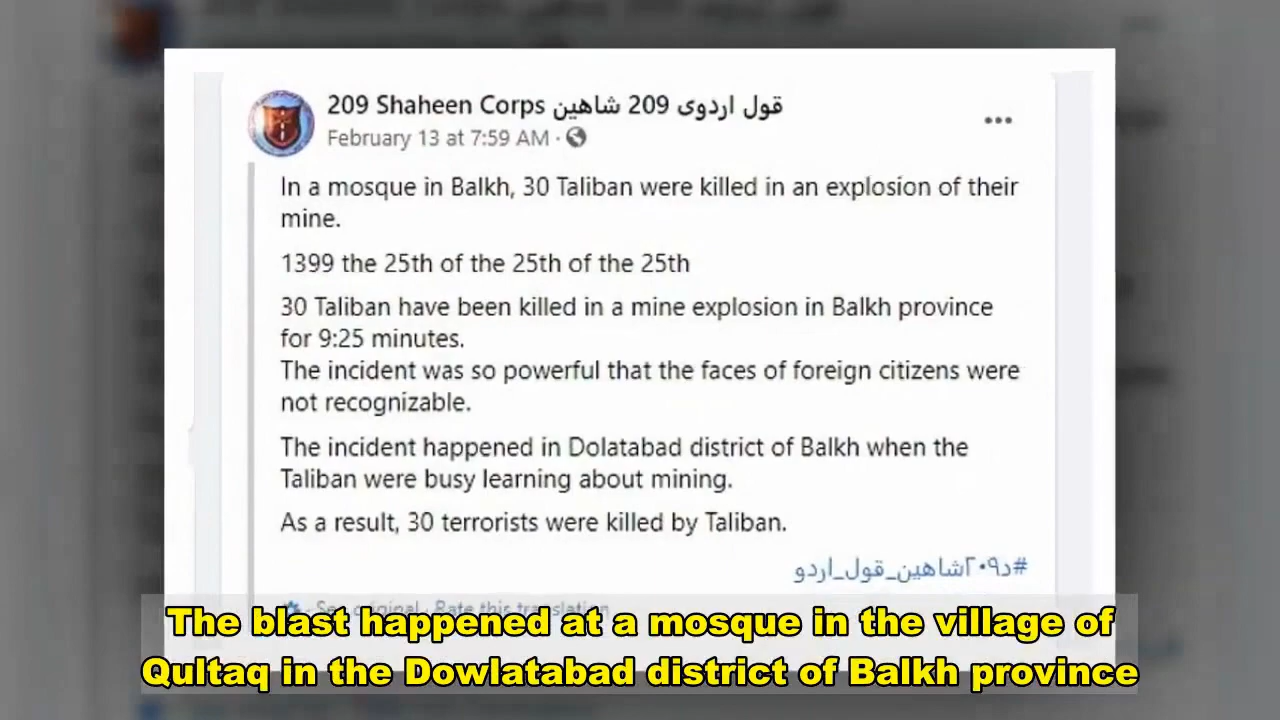 209 Shaheen Corps قول اردوی 209 شاهین
February 13 at 7:59 AM ·
In a mosque in Balkh, 30 Taliban were killed in an explosion of their
mine.
1399 the 25th of the 25th of the 25th
30 Taliban have been killed in a mine explosion in Balkh province
for 9:25 minutes.
The incident was so powerful that the faces of foreign citizens were
not recognizable.
The incident happened in Dolatabad district of Balkh when the
Taliban were busy learning about mining.
As a result, 30 terrorists were killed by Taliban.
#د۲۰۹شاهین_قول_اردو
See original · Rate this translation
The blast happened at a mosque in the village of
Qultaq in the Dowlatabad district of Balkh province